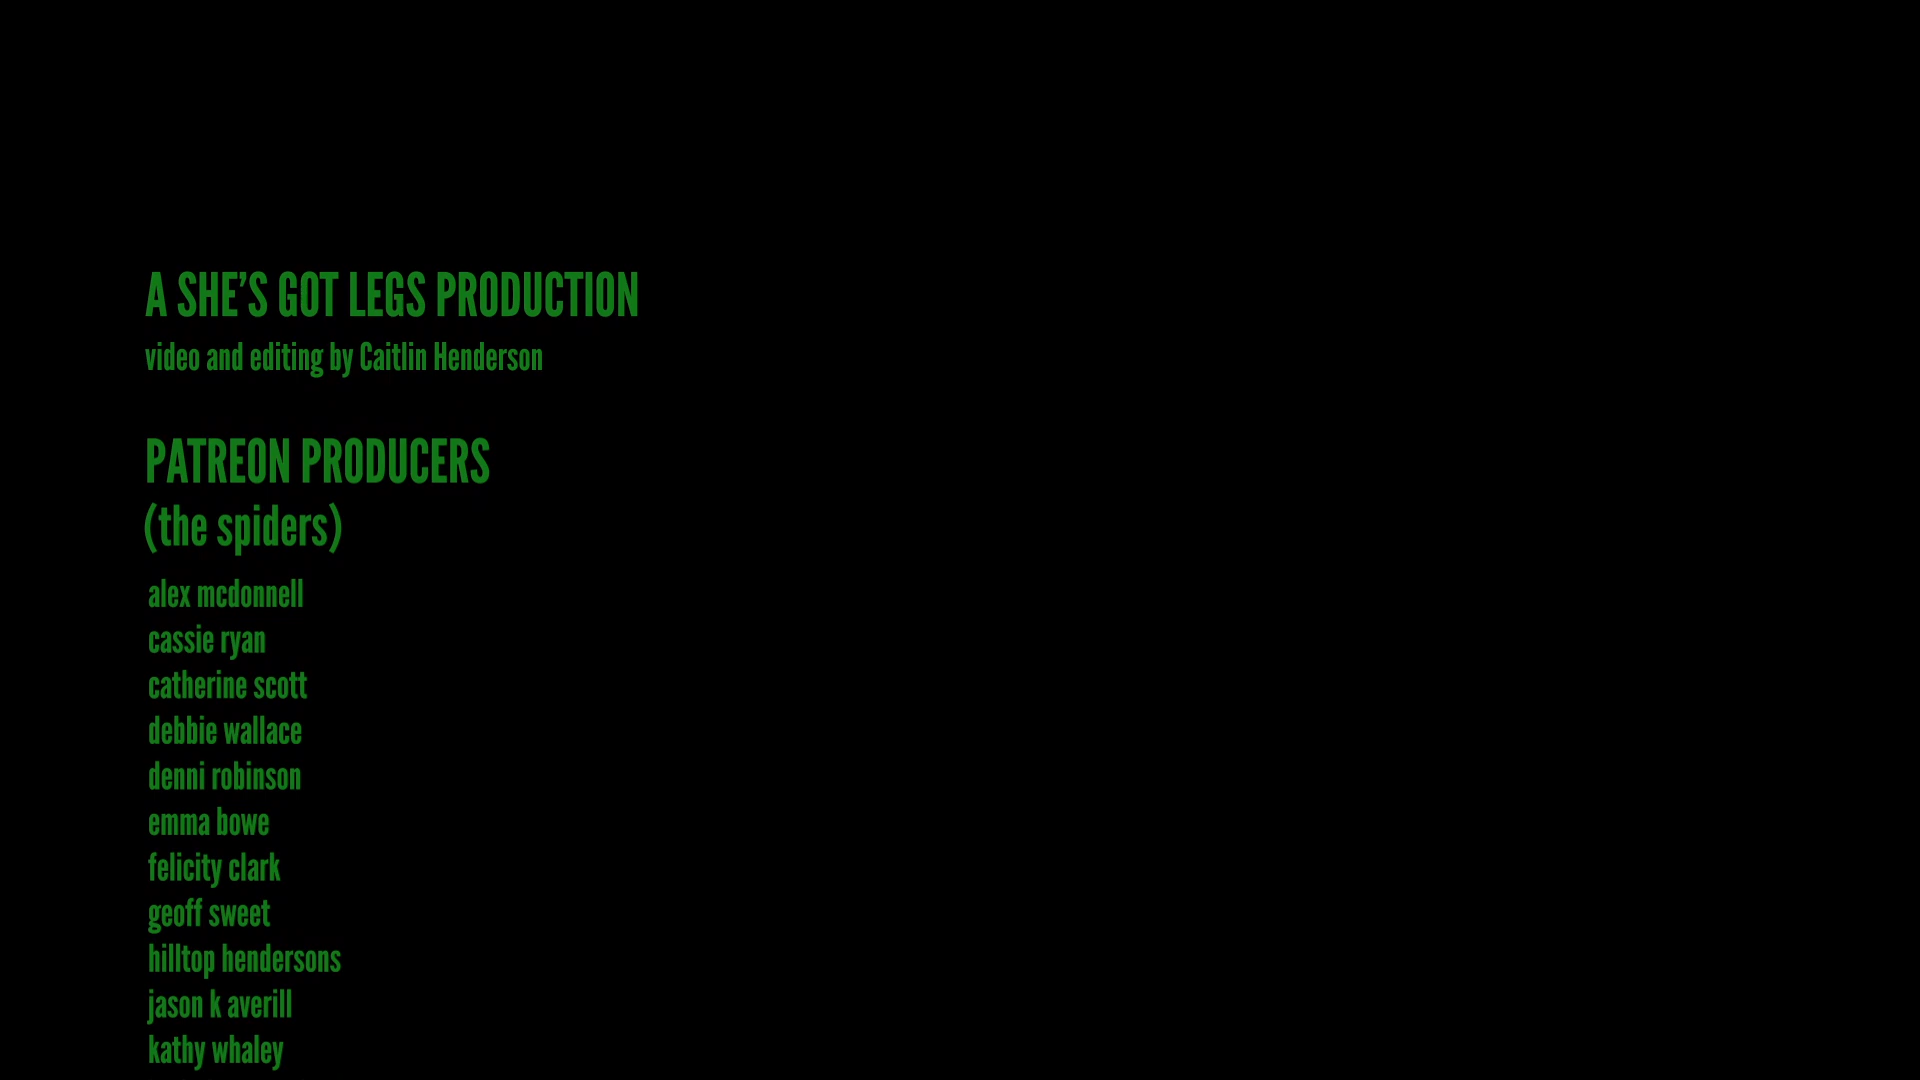 A SHE’S GOT LEGS PRODUCTION
video and editing by Caitlin Henderson
PATREON PRODUCERS
(the spiders)
alex mcdonnell
cassie ryan
catherine scott
debbie wallace
denni robinson
emma bowe
felicity clark
geoff sweet
hilltop hendersons
jason k averill
kathy whaley